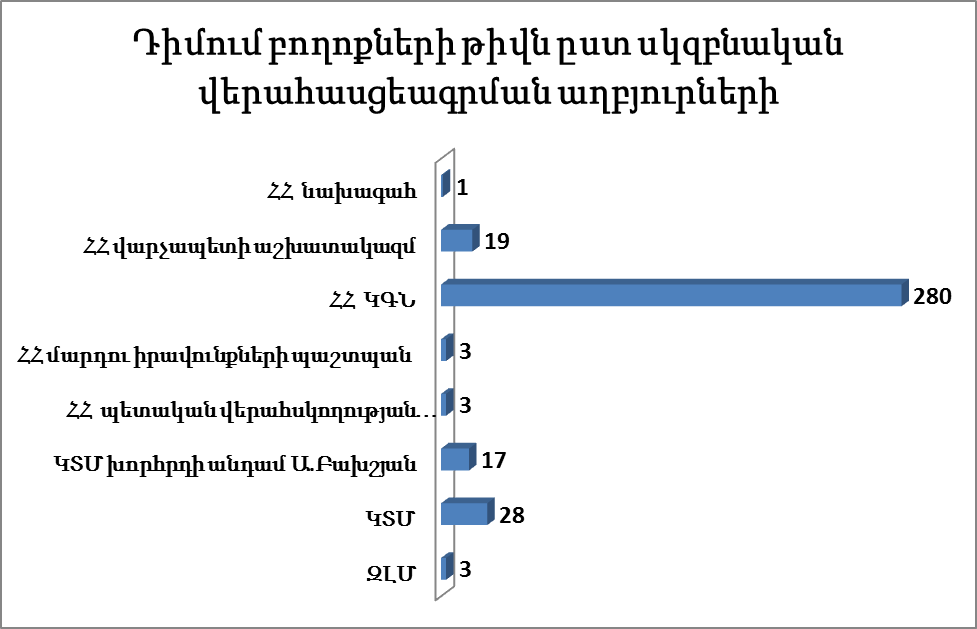 Դիմում բողոքների թիվն ըստ սկզբնական
վերահասցեագրման աղբյուրների
ՀՀ նախագահ 1
ՀՀ վարչապետի աշխատակազմ 19
ՀՀ ԿԳՆ 280
ՀՀ մարդու իրավունքների պաշտպան 3
ՀՀ պետական վերահսկողության… 3
ԿՏՄ խորհրդի անդամ Ա.Բախշյան 17
ԿՏՄ 28
ԶԼՄ 3